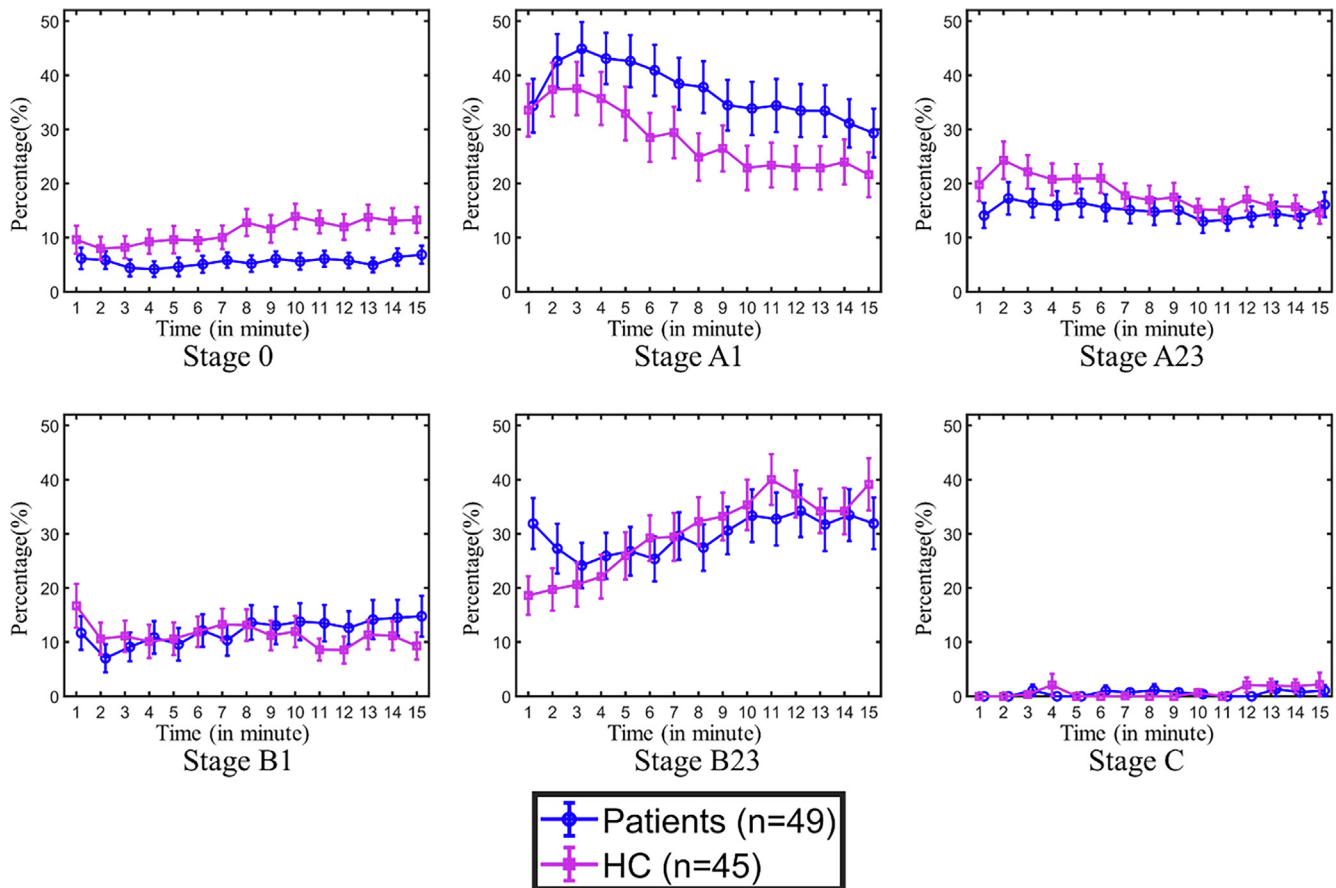 50
40
30
20
10
0
Percentage(%)
1 2 3 4 5 6 7 8 9 10 11 12 13 14 15
Time (in minute)
Stage 0
50
40
30
20
10
0
Percentage(%)
1 2 3 4 5 6 7 8 9 10 11 12 13 14 15
Time (in minute)
Stage A1
50
40
30
20
10
0
Percentage(%)
1 2 3 4 5 6 7 8 9 10 11 12 13 14 15
Time (in minute)
Stage A23
50
40
30
20
10
0
Percentage(%)
1 2 3 4 5 6 7 8 9 10 11 12 13 14 15
Time (in minute)
Stage B1
50
40
30
20
10
0
Percentage(%)
1 2 3 4 5 6 7 8 9 10 11 12 13 14 15
Time (in minute)
Stage B23
50
40
30
20
10
0
Percentage(%)
1 2 3 4 5 6 7 8 9 10 11 12 13 14 15
Time (in minute)
Stage C
Patients (n=49)
HC (n=45)